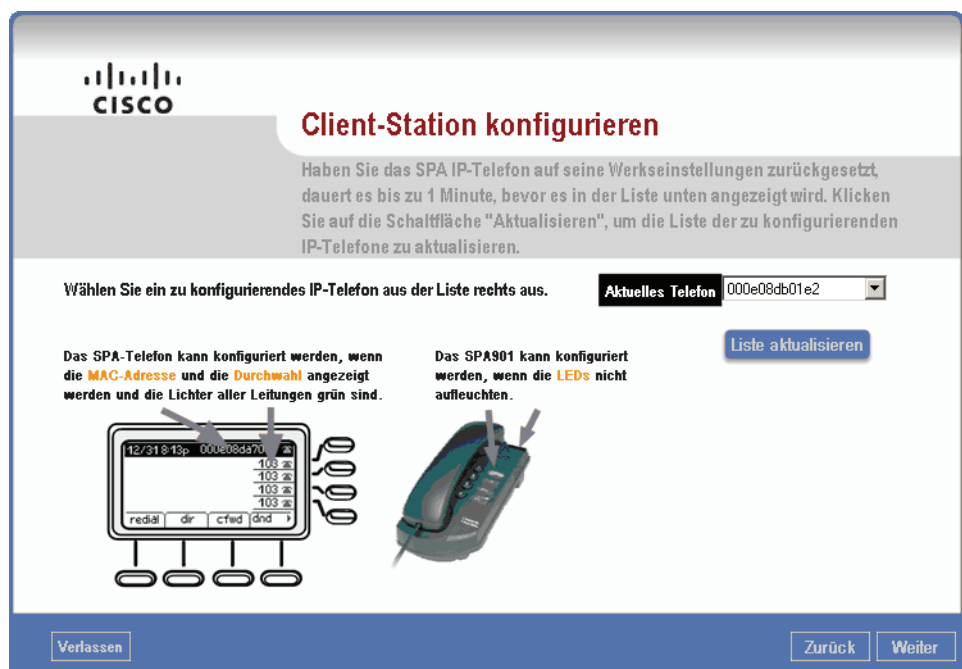 CISCO
Client-Station konfigurieren
Haben Sie das SPA IP-Telefon auf seine Werkseinstellungen zurückgesetzt,
dauert es bis zu 1 Minute, bevor es in der Liste unten angezeigt wird. Klicken
Sie auf die Schaltfläche "Aktualisieren", um die Liste der zu konfigurierenden
IP-Telefone zu aktualisieren.
Wählen Sie ein zu konfigurierendes IP-Telefon aus der Liste rechts aus.
Aktuelles Telefon
000e08db01e2
Liste aktualisieren
Das SPA-Telefon kann konfiguriert werden, wenn
die MAC-Adresse und die Durchwahl angezeigt
werden und die Lichter aller Leitungen grün sind.
Das SPA901 kann konfiguriert
werden, wenn die LEDs nicht
aufleuchten.
12/31 8:13p
103
103
103
103
redial dir cfwd dnd
Verlassen
Zurück
Weiter